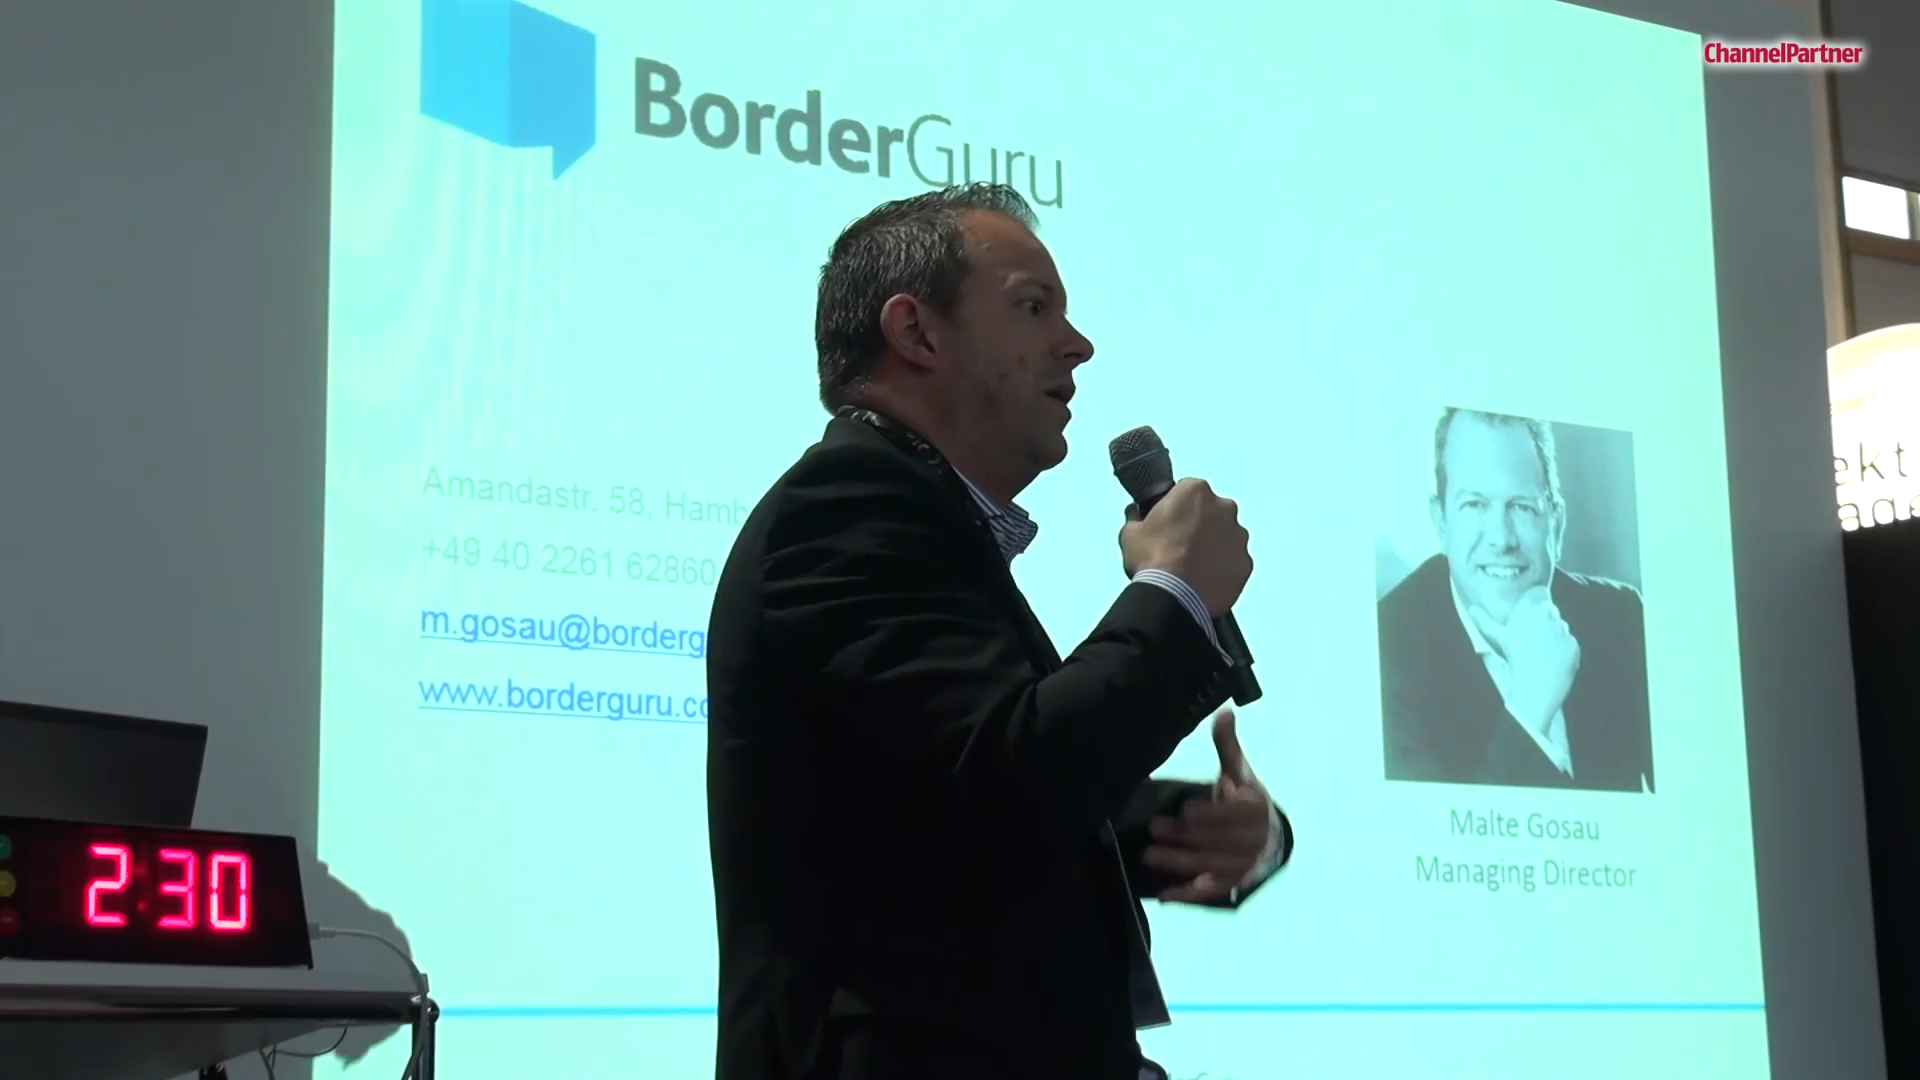 ChannelPartner
BorderGuru
Amandastr. 58, Hamb
+49 40 2261 62860
m.gosau@borderg
www.borderguru.co
Malte Gosau
Managing Director
2:30